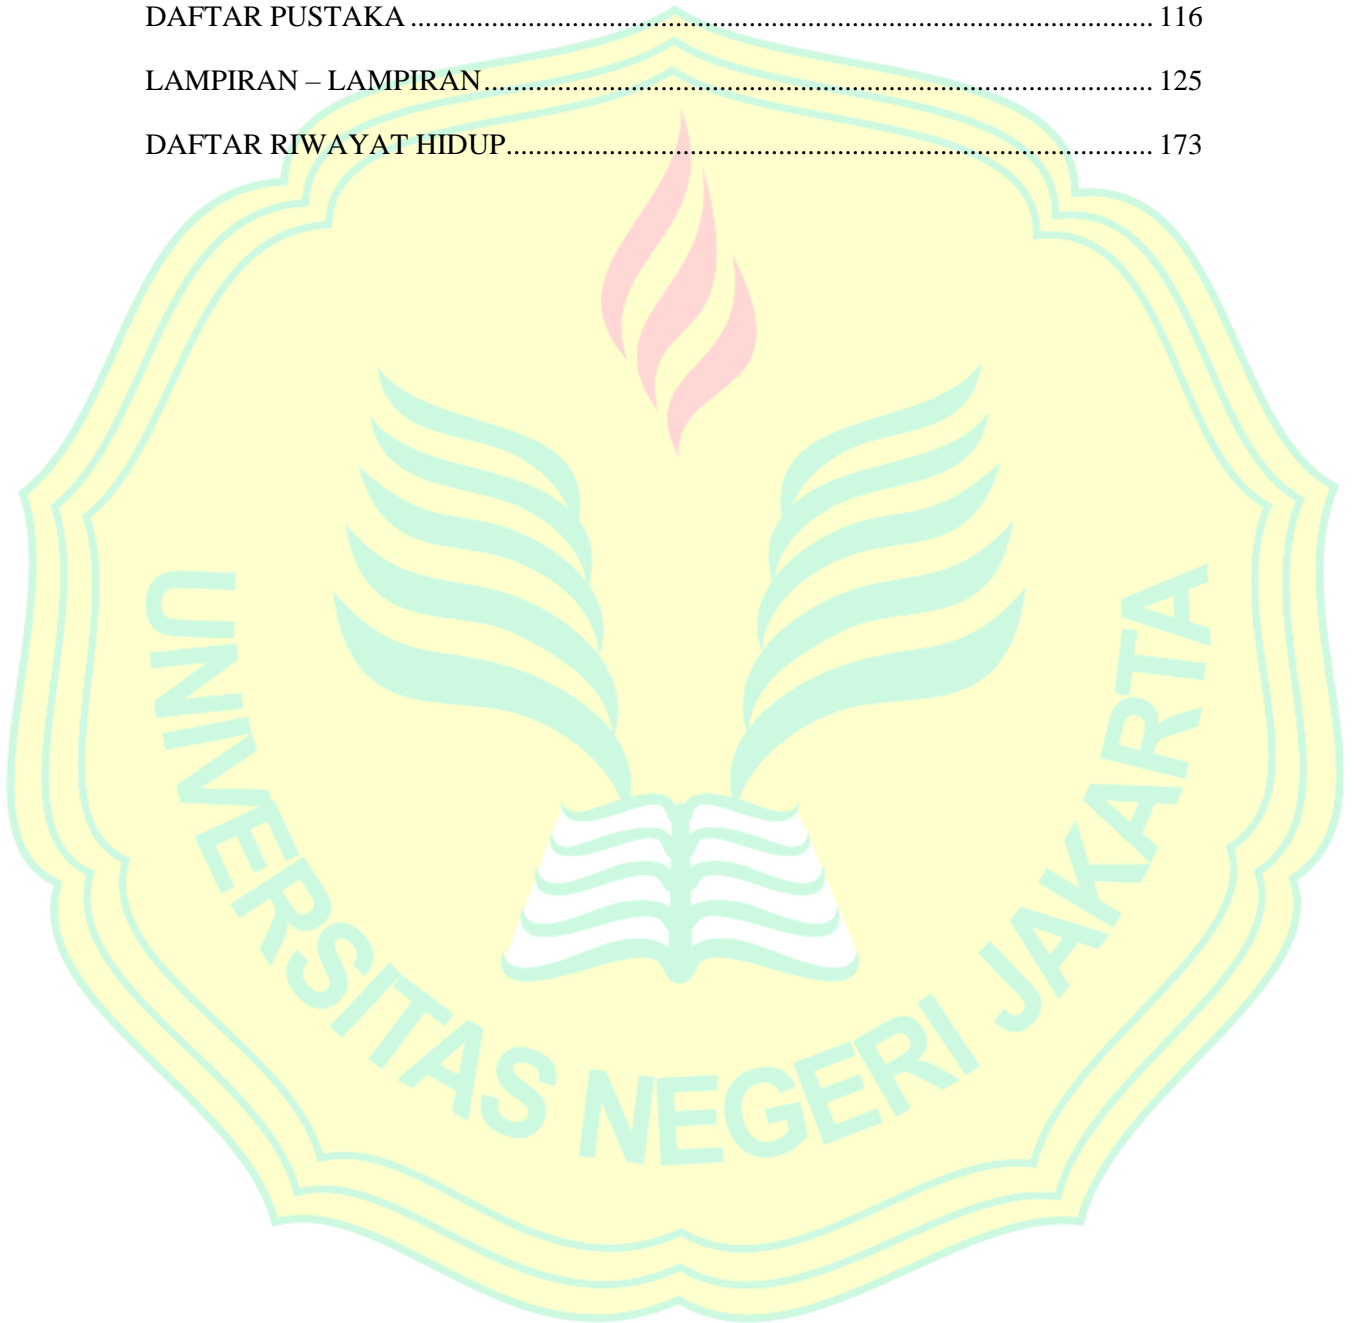 DAFTAR PUSTAKA ........................................................................................................ 116
LAMPIRAN – LAMPIRAN.............................................................................................. 125
DAFTAR RIWAYAT HIDUP........................................................................................... 173
UNIVERSITAS NEGERI JAKARTA